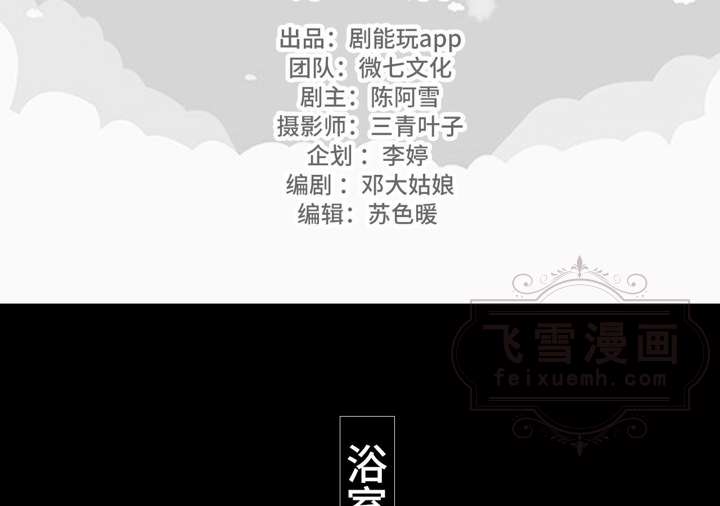 出品：剧能玩app
团队：微七文化
剧主：陈阿雪
摄影师：三青叶子
企划：李婷
编剧：邓大姑娘
编辑：苏色暖
飞雪漫画
feixuemh.com
浴